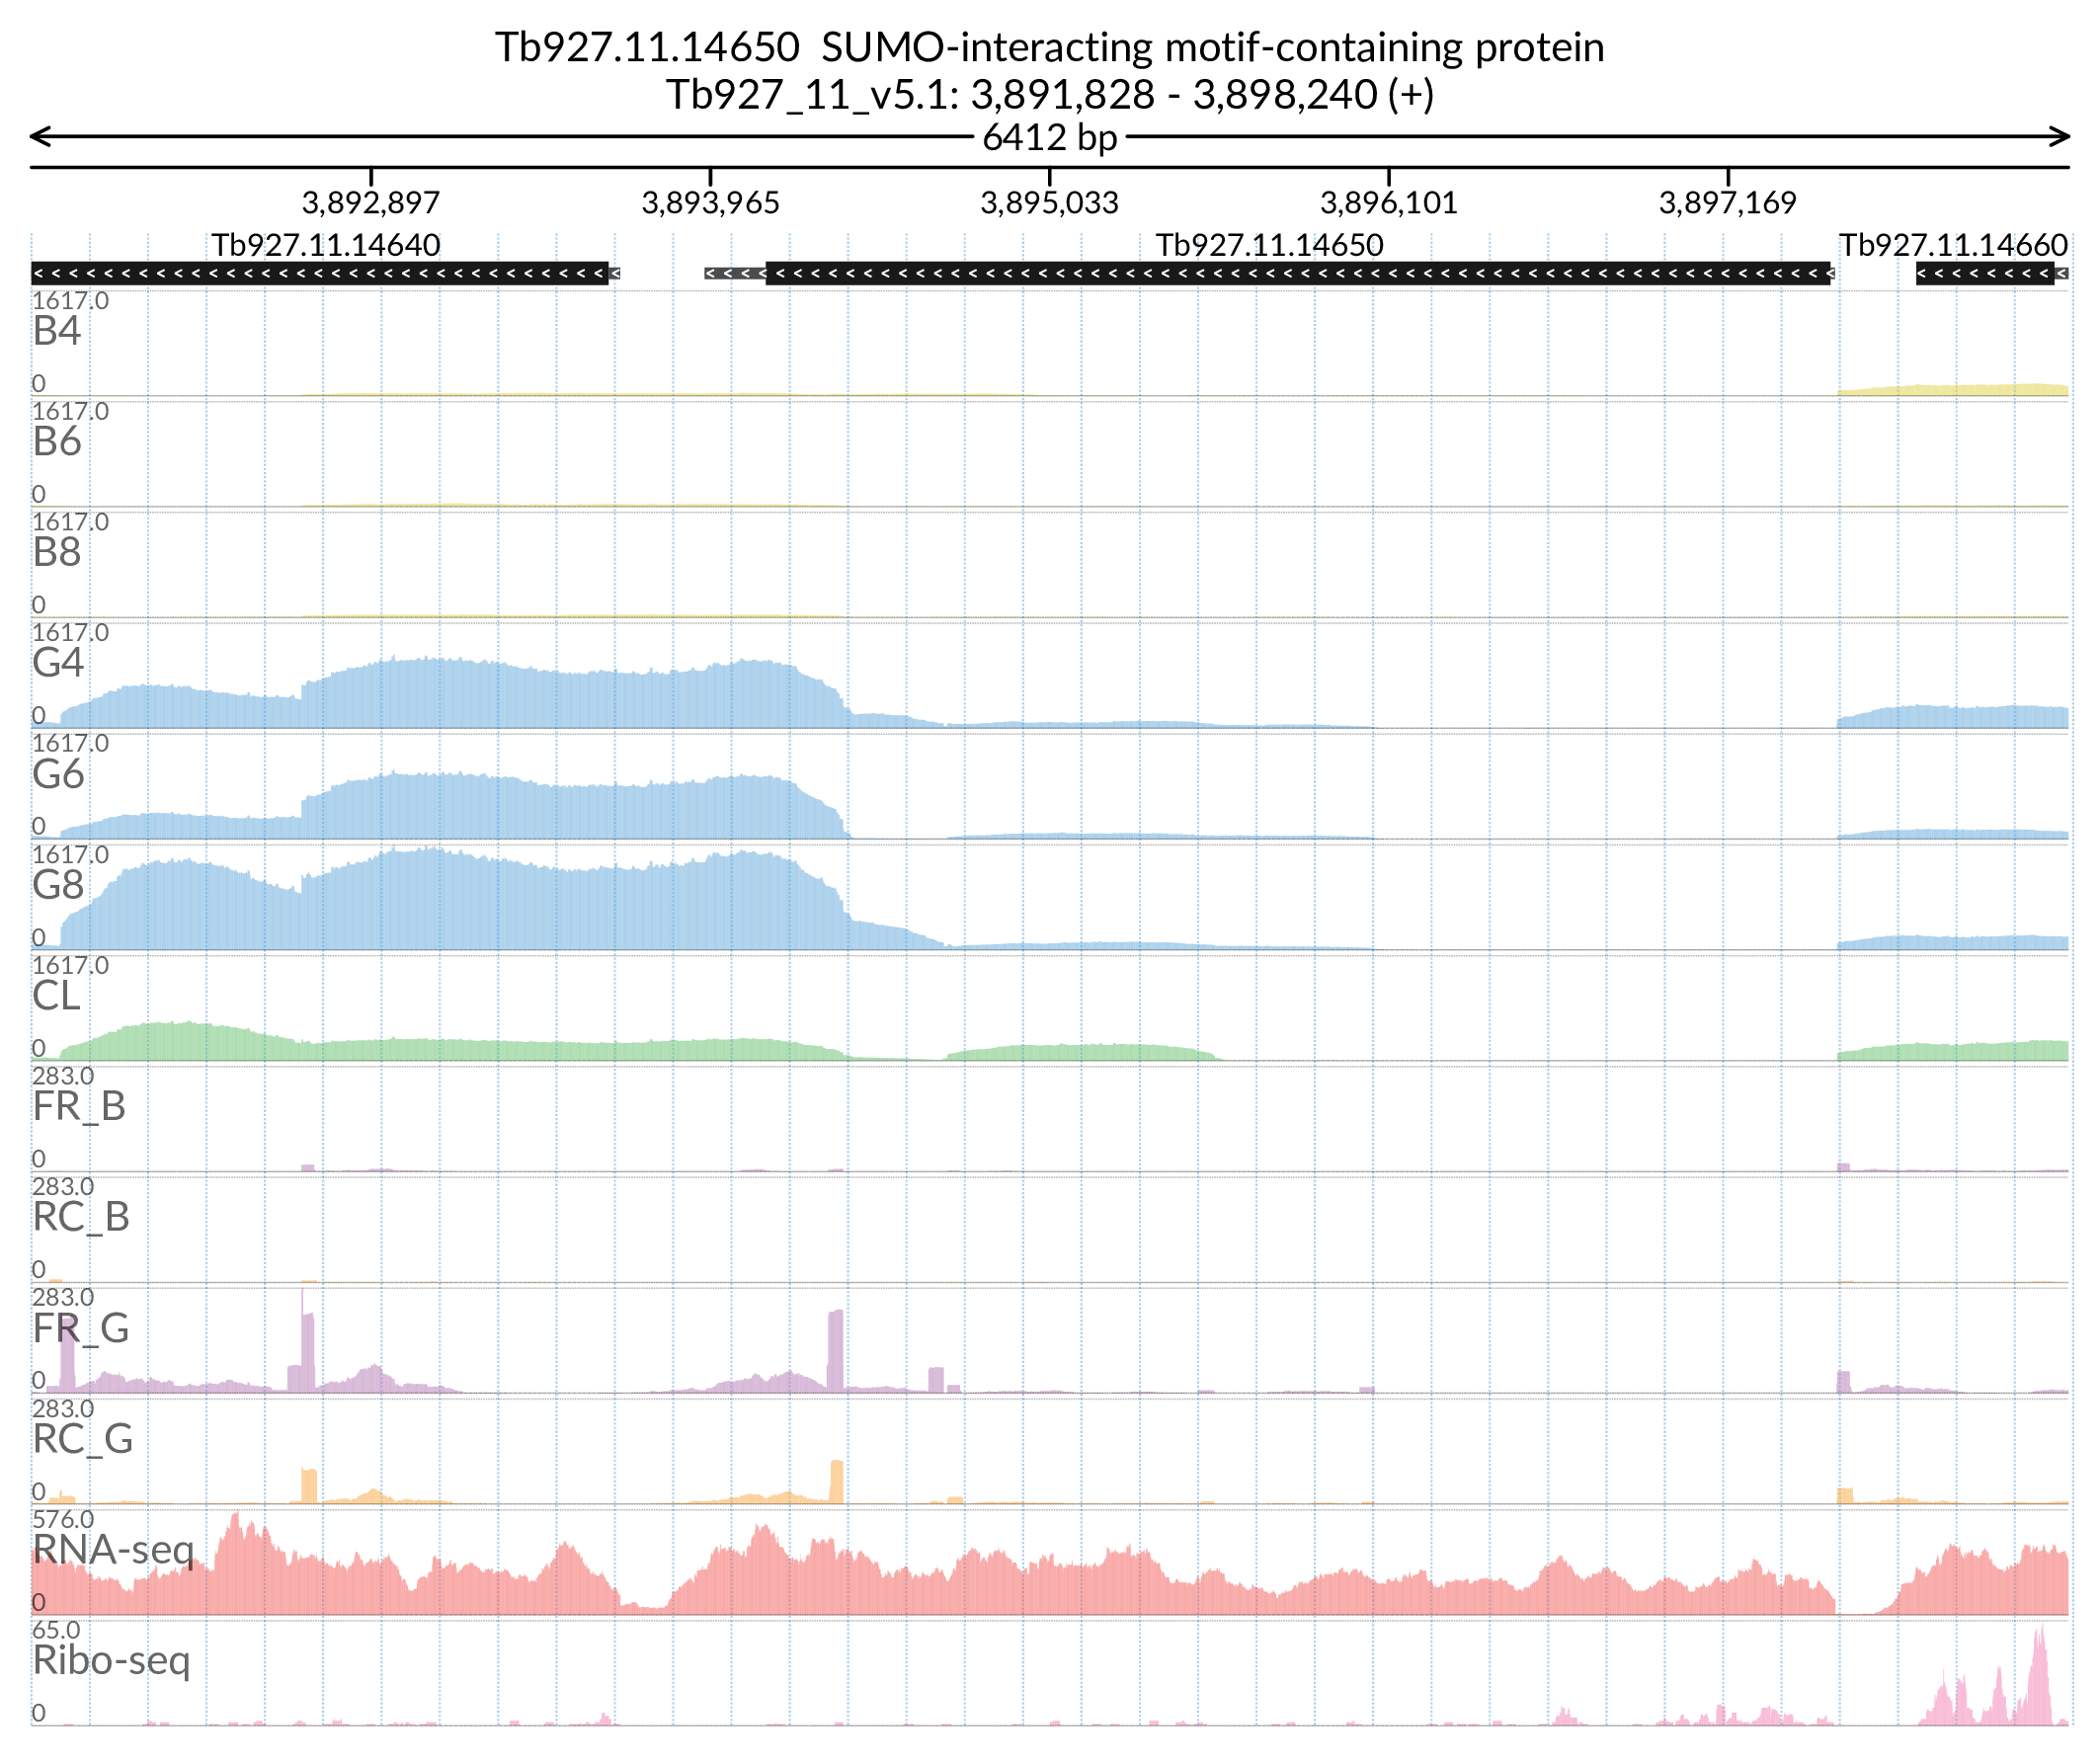 Tb927.11.14650  SUMO-interacting motif-containing protein
Tb927_11_v5.1: 3,891,828 - 3,898,240 (+)
6412 bp
3,892,897 3,893,965 3,895,033 3,896,101 3,897,169
Tb927.11.14640 Tb927.11.14650 Tb927.11.14660
1617.0
B4
0
1617.0
B6
0
1617.0
B8
0
1617.0
G4
0
1617.0
G6
0
1617.0
G8
0
1617.0
CL
0
283.0
FR_B
0
283.0
RC_B
0
283.0
FR_G
0
283.0
RC_G
0
576.0
RNA-seq
0
65.0
Ribo-seq
0